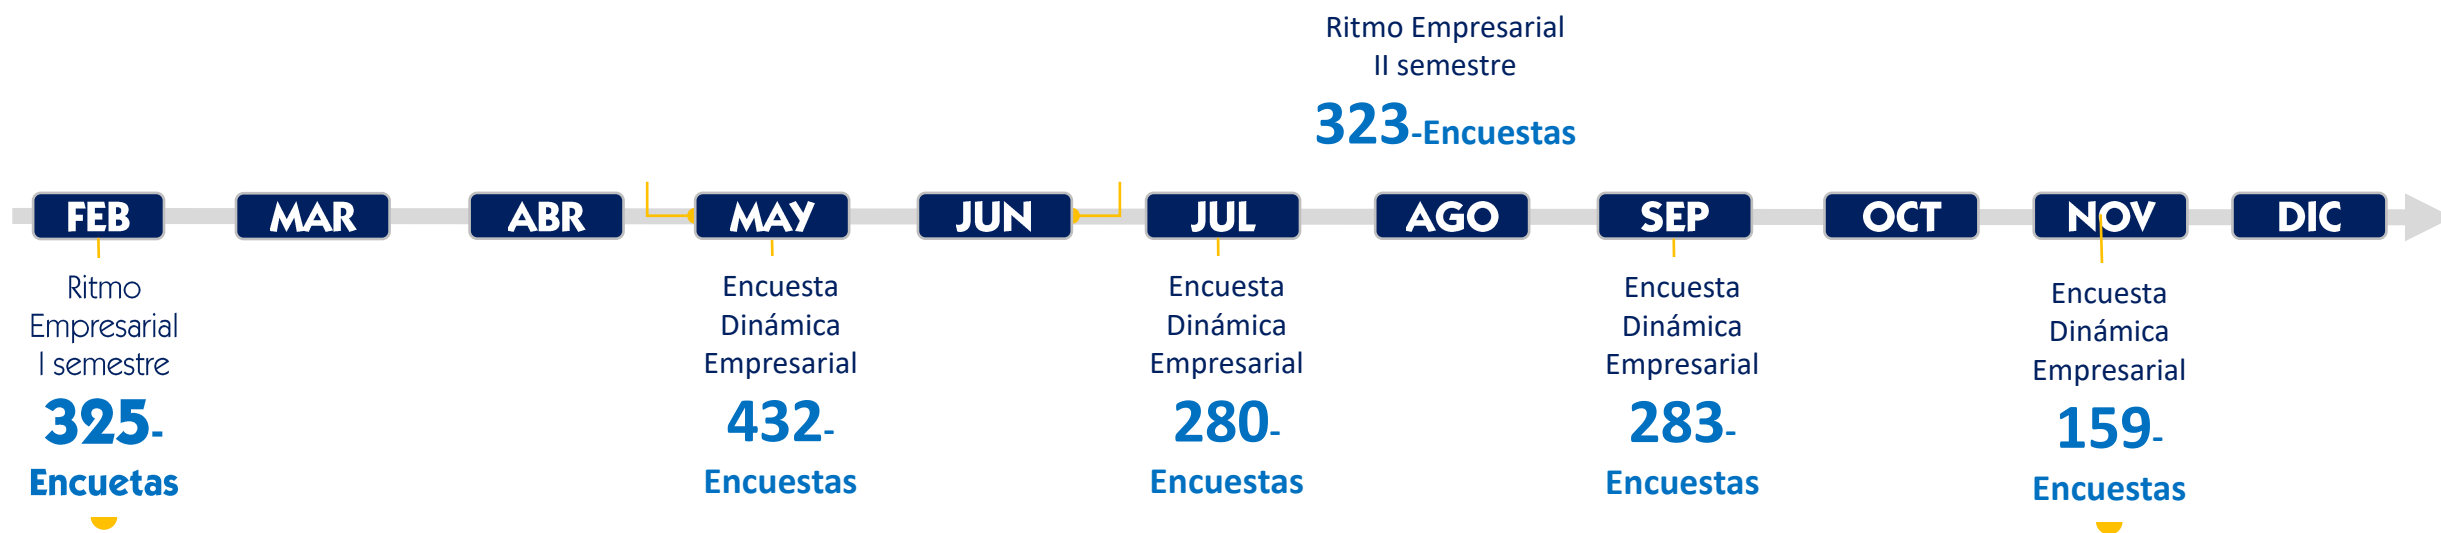 Ritmo Empresarial
II semestre
323-Encuestas
FEB MAR ABR MAY JUN JUL AGO SEP OCT NOV DIC
Ritmo
Empresarial
I semestre
325-
Encuetas
Encuesta
Dinámica
Empresarial
432-
Encuestas
Encuesta
Dinámica
Empresarial
280-
Encuestas
Encuesta
Dinámica
Empresarial
283-
Encuestas
Encuesta
Dinámica
Empresarial
159-
Encuestas